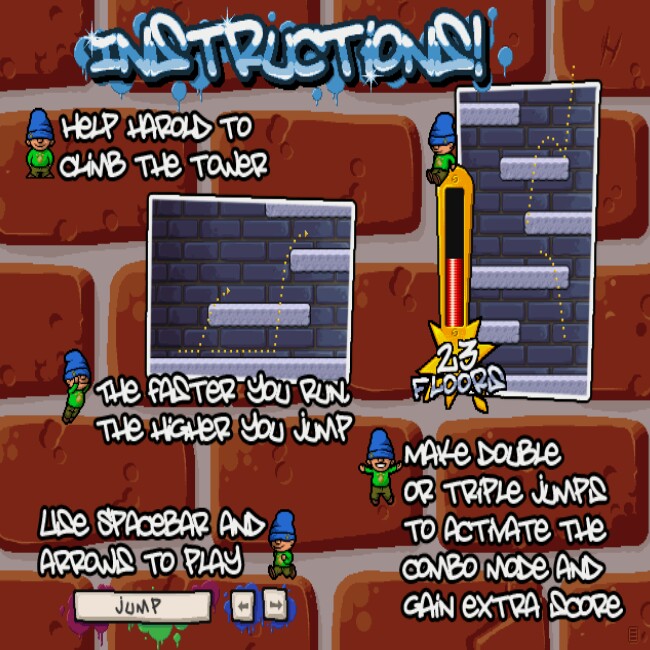 INSTRUCTIONS!
HELP HAROLD TO
CLIMB THE TOWER
THE FASTER YOU RUN,
THE HIGHER YOU JUMP
23
FLOORS
USE SPACEBAR AND
ARROWS TO PLAY
JUMP
← →
MAKE DOUBLE
OR TRIPLE JUMPS
TO ACTIVATE THE
COMBO MODE AND
GAIN EXTRA SCORE